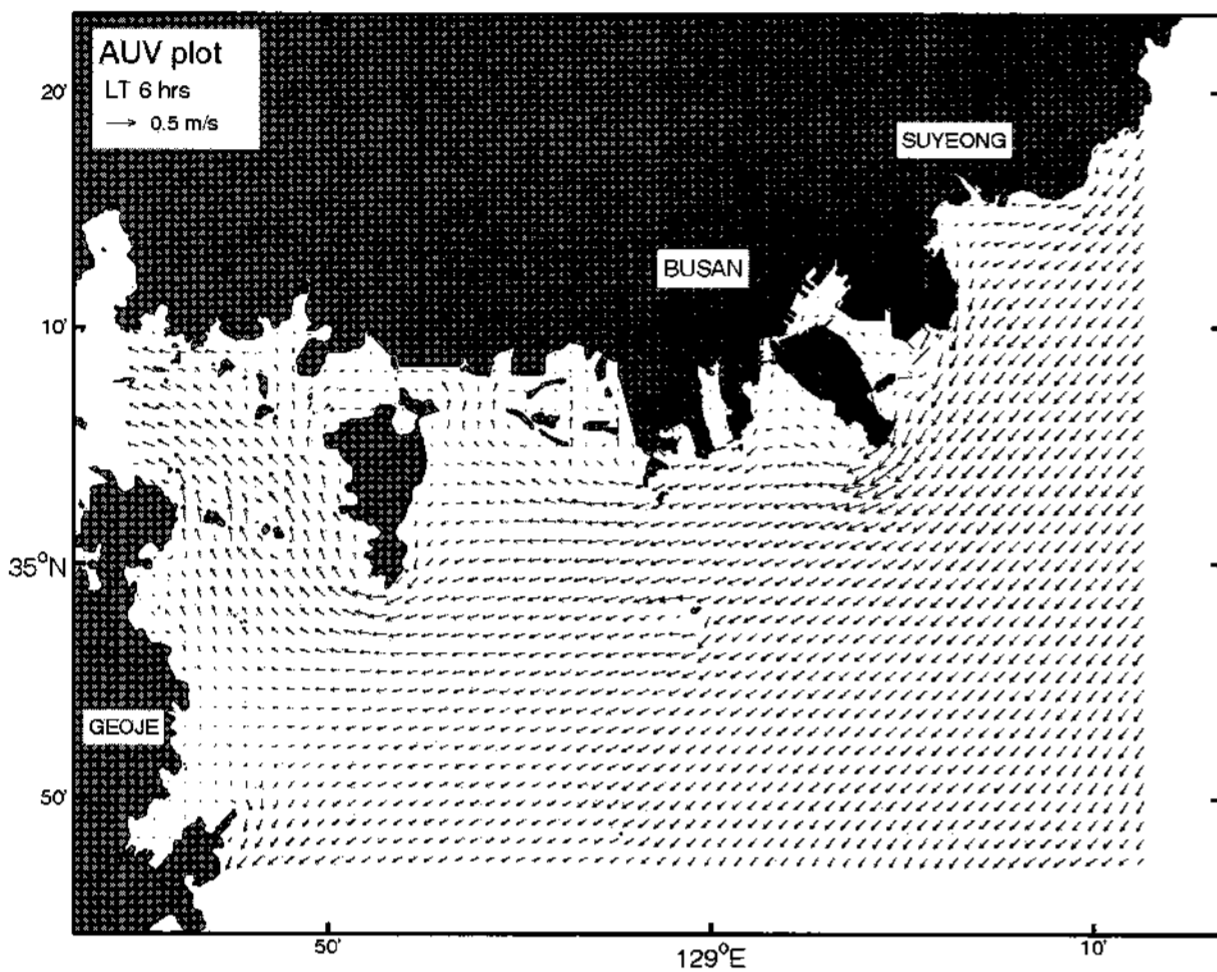 AUV plot
LT 6 hrs
0.5 m/s
20'
SUYEONG
BUSAN
10'
35°N
GEOJE
50'
50'
129°E
10'